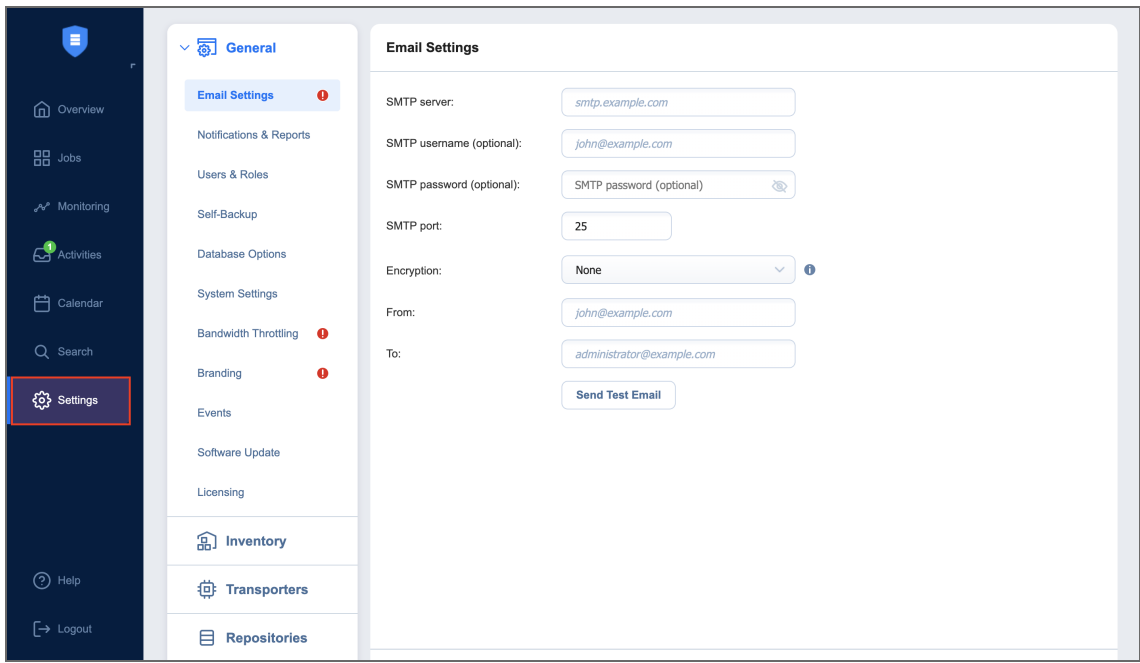 Overview
Jobs
Monitoring
1
Activities
Calendar
Search
Settings
Help
Logout
General
Email Settings
Notifications & Reports
Users & Roles
Self-Backup
Database Options
System Settings
Bandwidth Throttling
Branding
Events
Software Update
Licensing
Inventory
Transporters
Repositories
Email Settings
SMTP server: smtp.example.com
SMTP username (optional): john@example.com
SMTP password (optional): SMTP password (optional)
SMTP port: 25
Encryption: None
From: john@example.com
To: administrator@example.com
Send Test Email